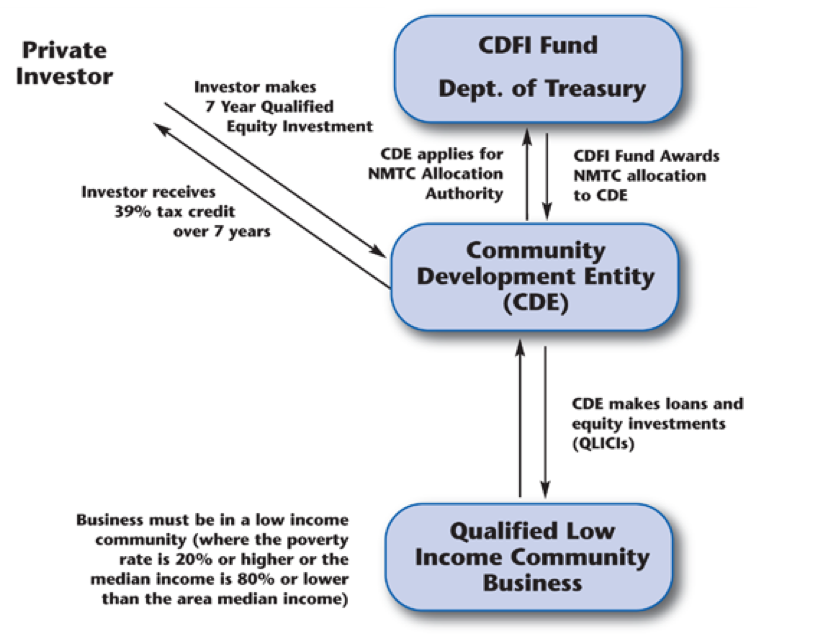 Private
Investor
CDFI Fund
Dept. of Treasury
Investor makes
7 Year Qualified
Equity Investment
CDE applies for
NMTC Allocation
Authority
CDFI Fund Awards
NMTC allocation
to CDE
Investor receives
39% tax credit
over 7 years
Community
Development Entity
(CDE)
CDE makes loans and
equity investments
(QLICIs)
Business must be in a low income
community (where the poverty
rate is 20% or higher or the
median income is 80% or lower
than the area median income)
Qualified Low
Income Community
Business